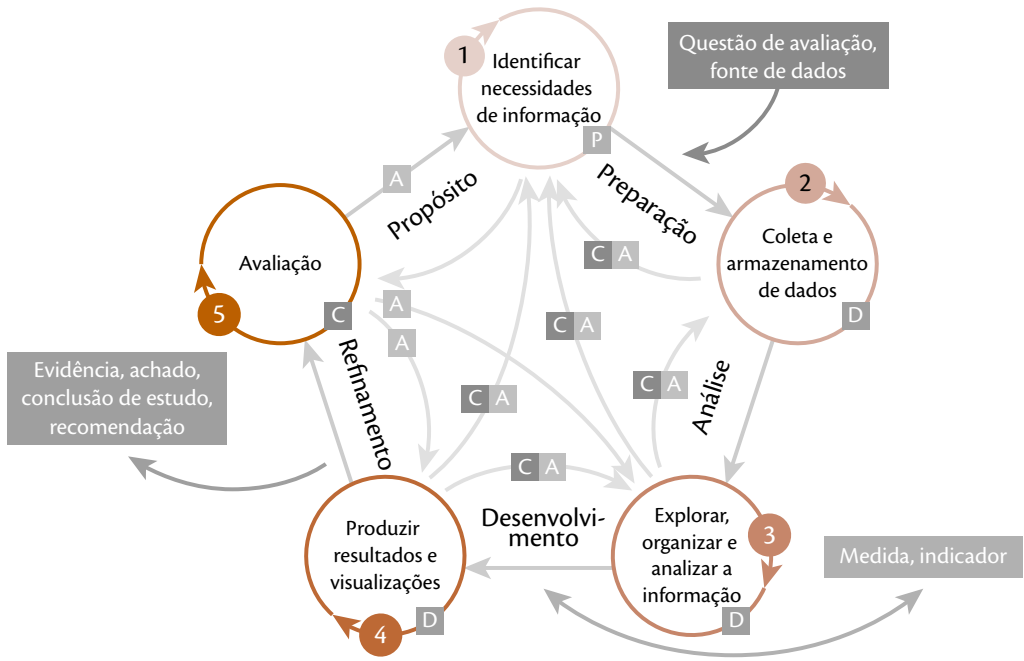 1
Identificar
necessidades
de informação
P
Questão de avaliação,
fonte de dados
A
Propósito
Preparação
2
Coleta e
armazenamento
de dados
D
C A
Avaliação
5
C
A
A
C A
Refinamento
Evidência, achado,
conclusão de estudo,
recomendação
C A
C A
Análise
C A
Desenvolvi-
mento
Produzir
resultados e
visualizações
4
D
Explorar,
organizar e
analizar a
informação
3
D
Medida, indicador